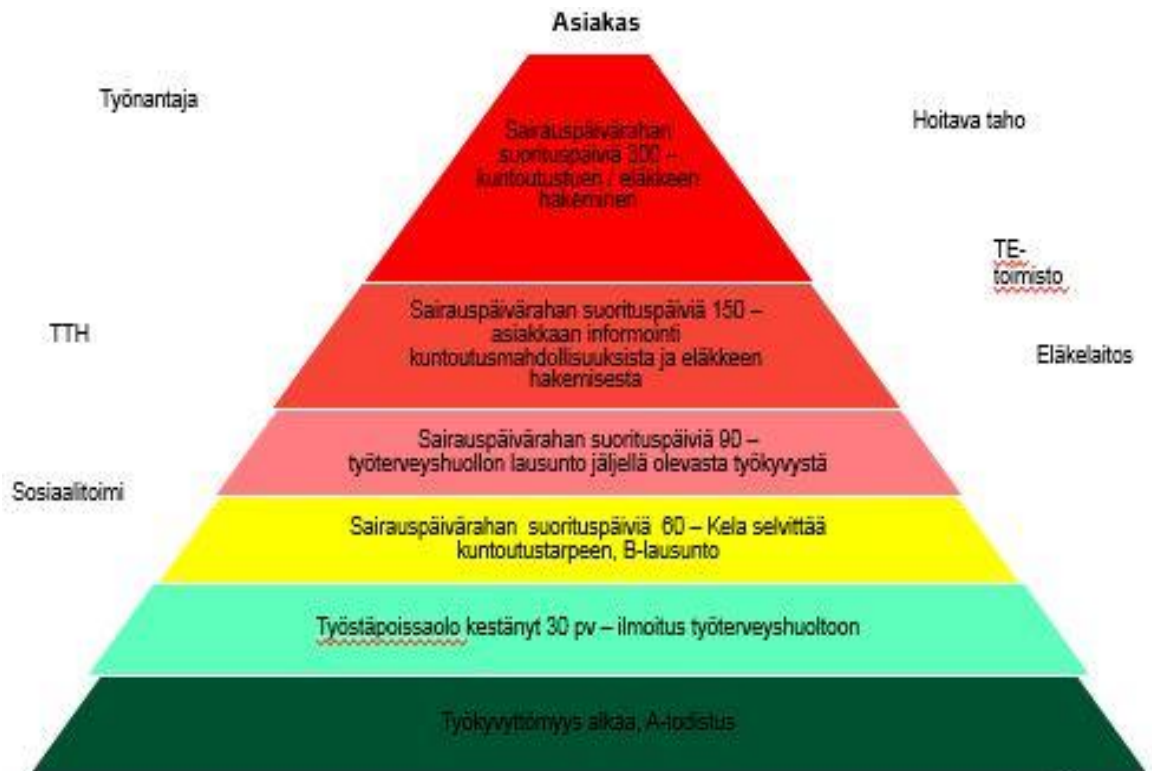 Asiakas
Työnantaja
Hoitava taho
Sairauspäivärahan
suorituspäiviä 300 –
kuntoutustuen / eläkkeen
hakeminen
TE-
toimisto
Sairauspäivärahan suorituspäiviä 150 –
asiakkaan informointi
kuntoutusmahdollisuuksista ja eläkkeen
hakemisesta
TTH
Eläkelaitos
Sairauspäivärahan suorituspäiviä 90 –
työterveyshuollon lausunto jäljellä olevasta työkyvystä
Sosiaalitoimi
Sairauspäivärahan suorituspäiviä 60 – Kela selvittää
kuntoutustarpeen, B-lausunto
Työstäpoissaolo kestänyt 30 pv – ilmoitus työterveyshuoltoon
Työkyvyttömyys alkaa, A-todistus